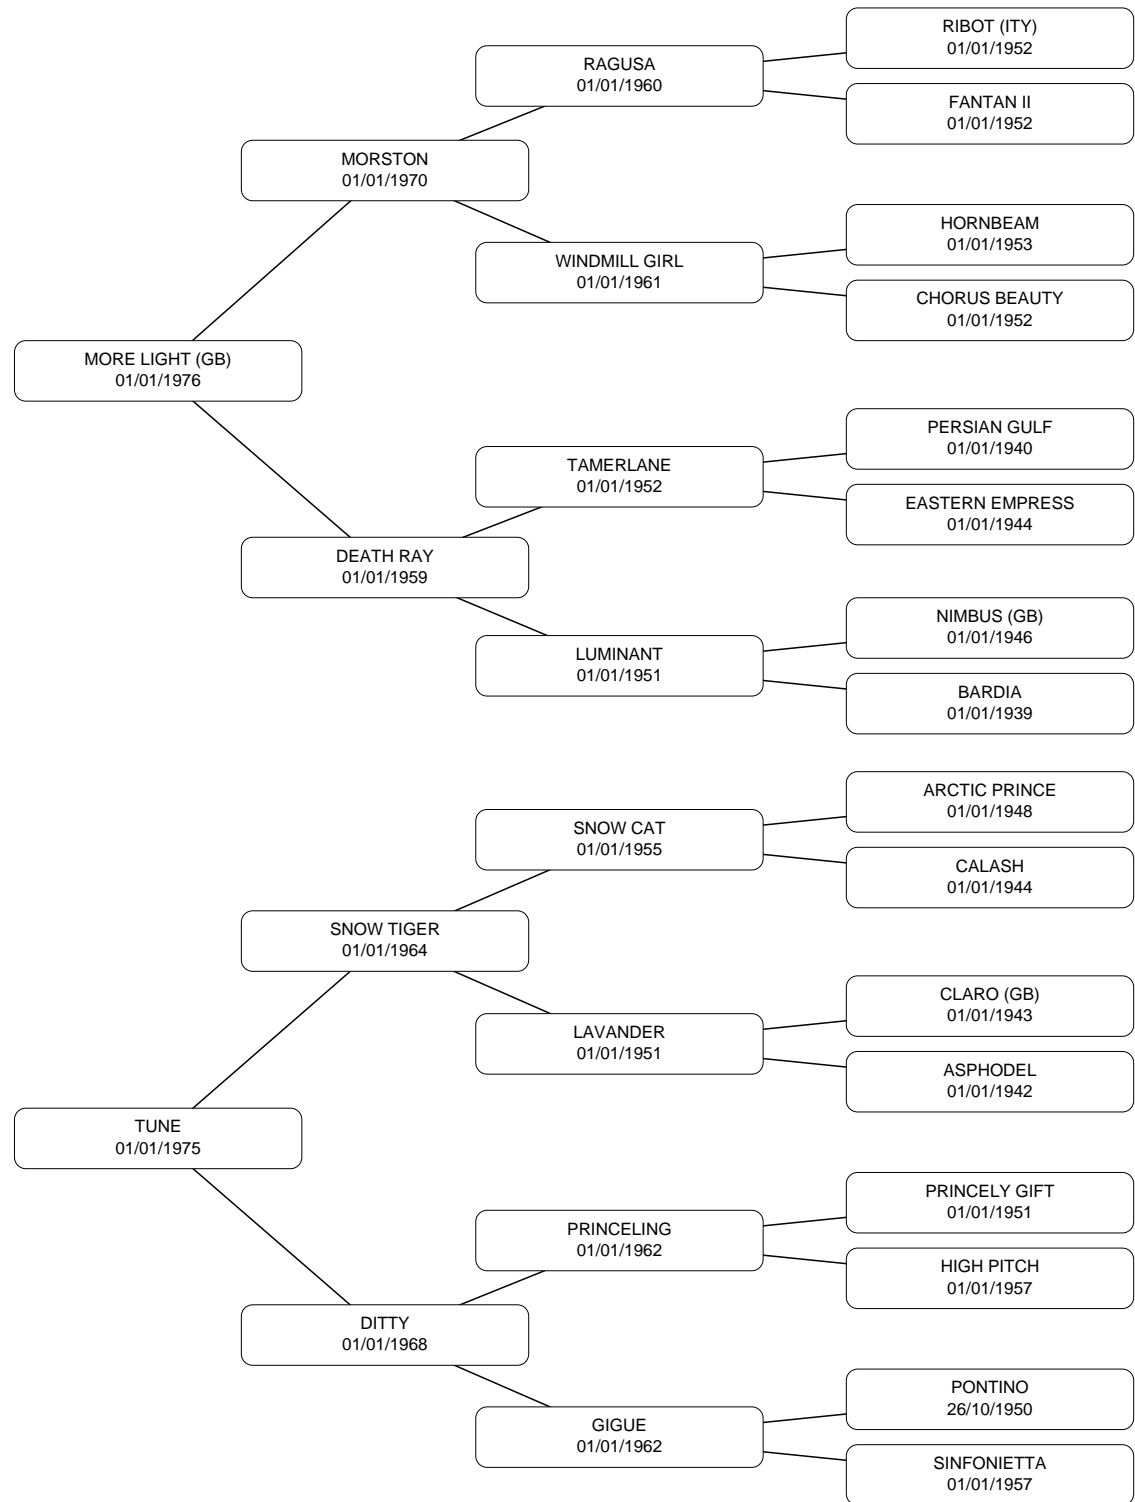 RIBOT (ITY)
01/01/1952
RAGUSA
01/01/1960
FANTAN II
01/01/1952
MORSTON
01/01/1970
HORNBEAM
01/01/1953
WINDMILL GIRL
01/01/1961
CHORUS BEAUTY
01/01/1952
MORE LIGHT (GB)
01/01/1976
PERSIAN GULF
01/01/1940
TAMERLANE
01/01/1952
EASTERN EMPRESS
01/01/1944
DEATH RAY
01/01/1959
NIMBUS (GB)
01/01/1946
LUMINANT
01/01/1951
BARDIA
01/01/1939
ARCTIC PRINCE
01/01/1948
SNOW CAT
01/01/1955
CALASH
01/01/1944
SNOW TIGER
01/01/1964
CLARO (GB)
01/01/1943
LAVANDER
01/01/1951
ASPHODEL
01/01/1942
TUNE
01/01/1975
PRINCELY GIFT
01/01/1951
PRINCELING
01/01/1962
HIGH PITCH
01/01/1957
DITTY
01/01/1968
PONTINO
26/10/1950
GIGUE
01/01/1962
SINFONIETTA
01/01/1957